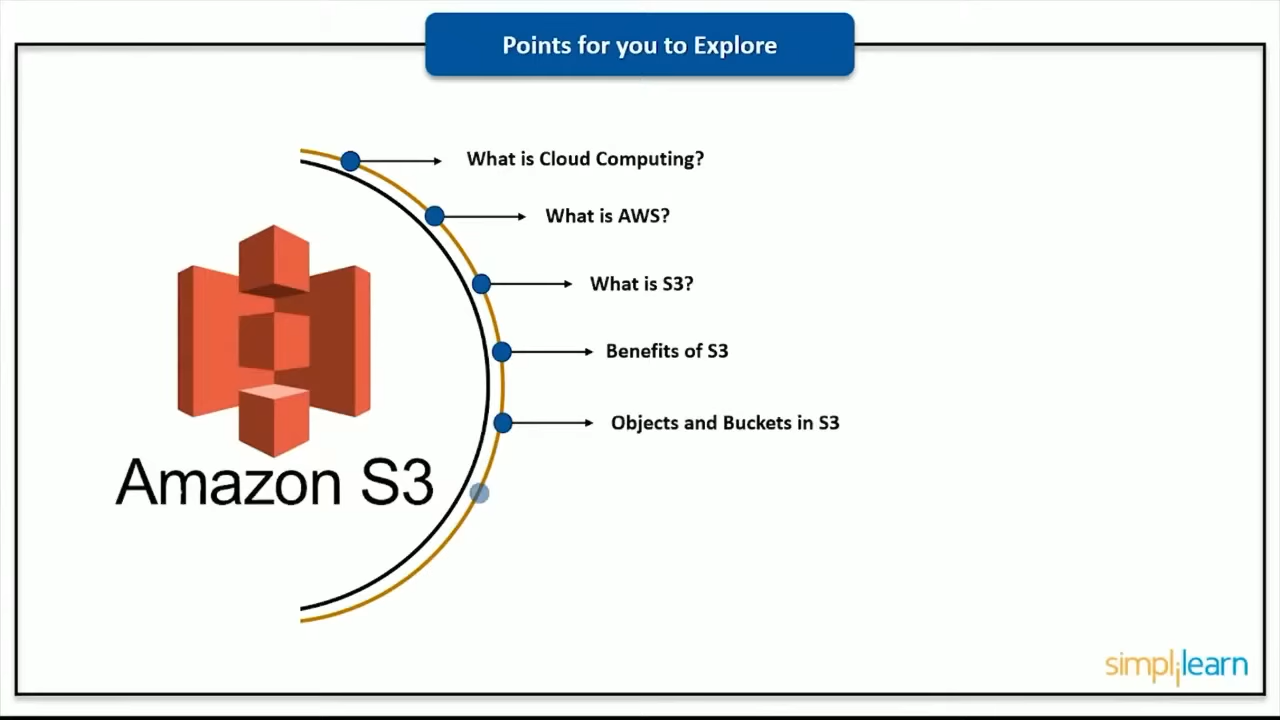 Points for you to Explore
What is Cloud Computing?
What is AWS?
What is S3?
Benefits of S3
Objects and Buckets in S3
Amazon S3
simplilearn